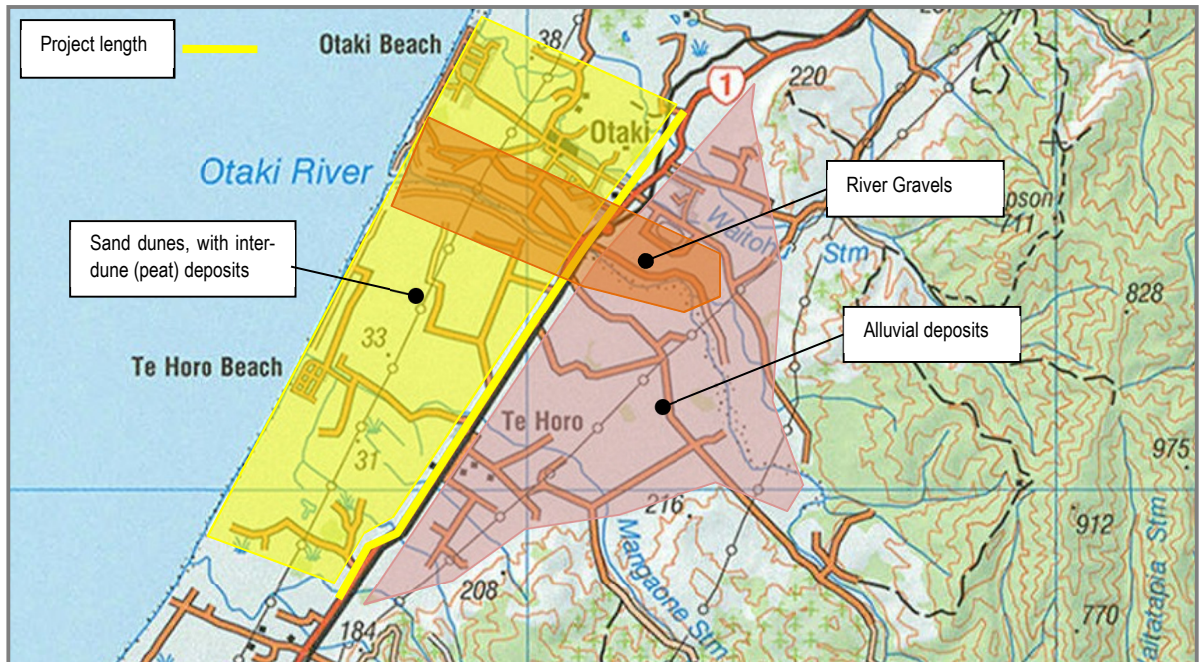 Project length
Otaki Beach
38
1
220
Otaki
Otaki River
River Gravels
Waitohu
Stm
711
Sand dunes, with inter-
dune (peat) deposits
828
Alluvial deposits
33
Te Horo Beach
Te Horo
31
975
216
912
Mangaone Stm
208
Stm
770
184